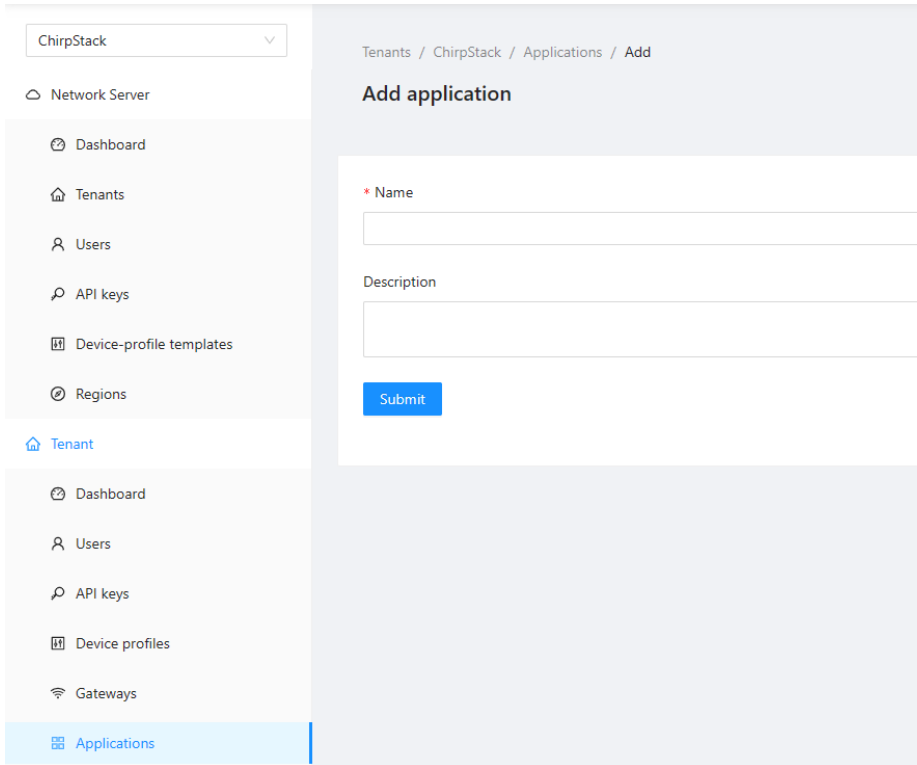 ChirpStack
Network Server
Dashboard
Tenants
Users
API keys
Device-profile templates
Regions
Tenant
Dashboard
Users
API keys
Device profiles
Gateways
Applications
Tenants / ChirpStack / Applications / Add
Add application
* Name
Description
Submit